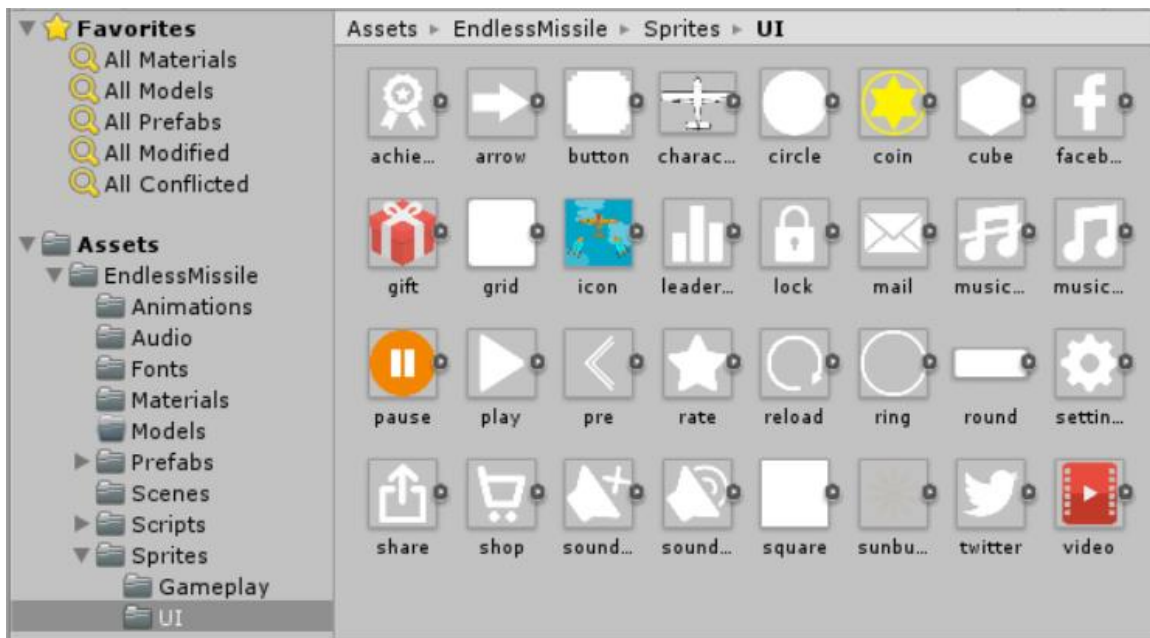 Favorites
All Materials
All Models
All Prefabs
All Modified
All Conflicted
Assets
EndlessMissile
Animations
Audio
Fonts
Materials
Models
Prefabs
Scenes
Scripts
Sprites
Gameplay
UI
Assets ▸ EndlessMissile ▸ Sprites ▸ UI
achie... arrow button charac... circle coin cube faceb...
gift grid icon leader... lock mail music... music...
pause play pre rate reload ring round settin...
share shop sound... sound... square sunbu... twitter video